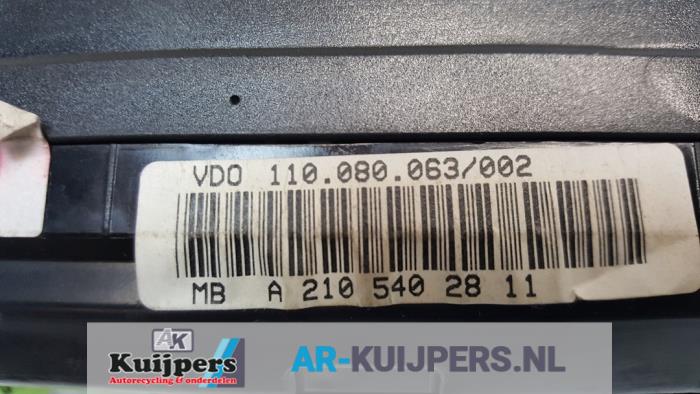 VDO 110.080.063/002
MB A 210 540 28 11
AK
Kuijpers
Autorecycling & onderdelen
AR-KUIJPERS.NL